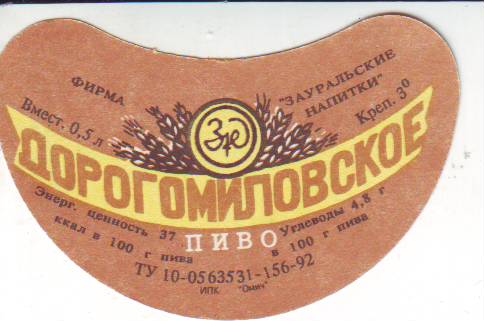 ФИРМА "ЗАУРАЛЬСКИЕ
НАПИТКИ"
Вмест. 0,5 л
Креп. 3⁰
ДОРОГОМИЛОВСКОЕ
ПИВО
Энерг. ценность 37
ккал в 100 г пива
Углеводы 4,8 г
в 100 г пива
ТУ 10-0563531-156-92
ИПК "Омич"